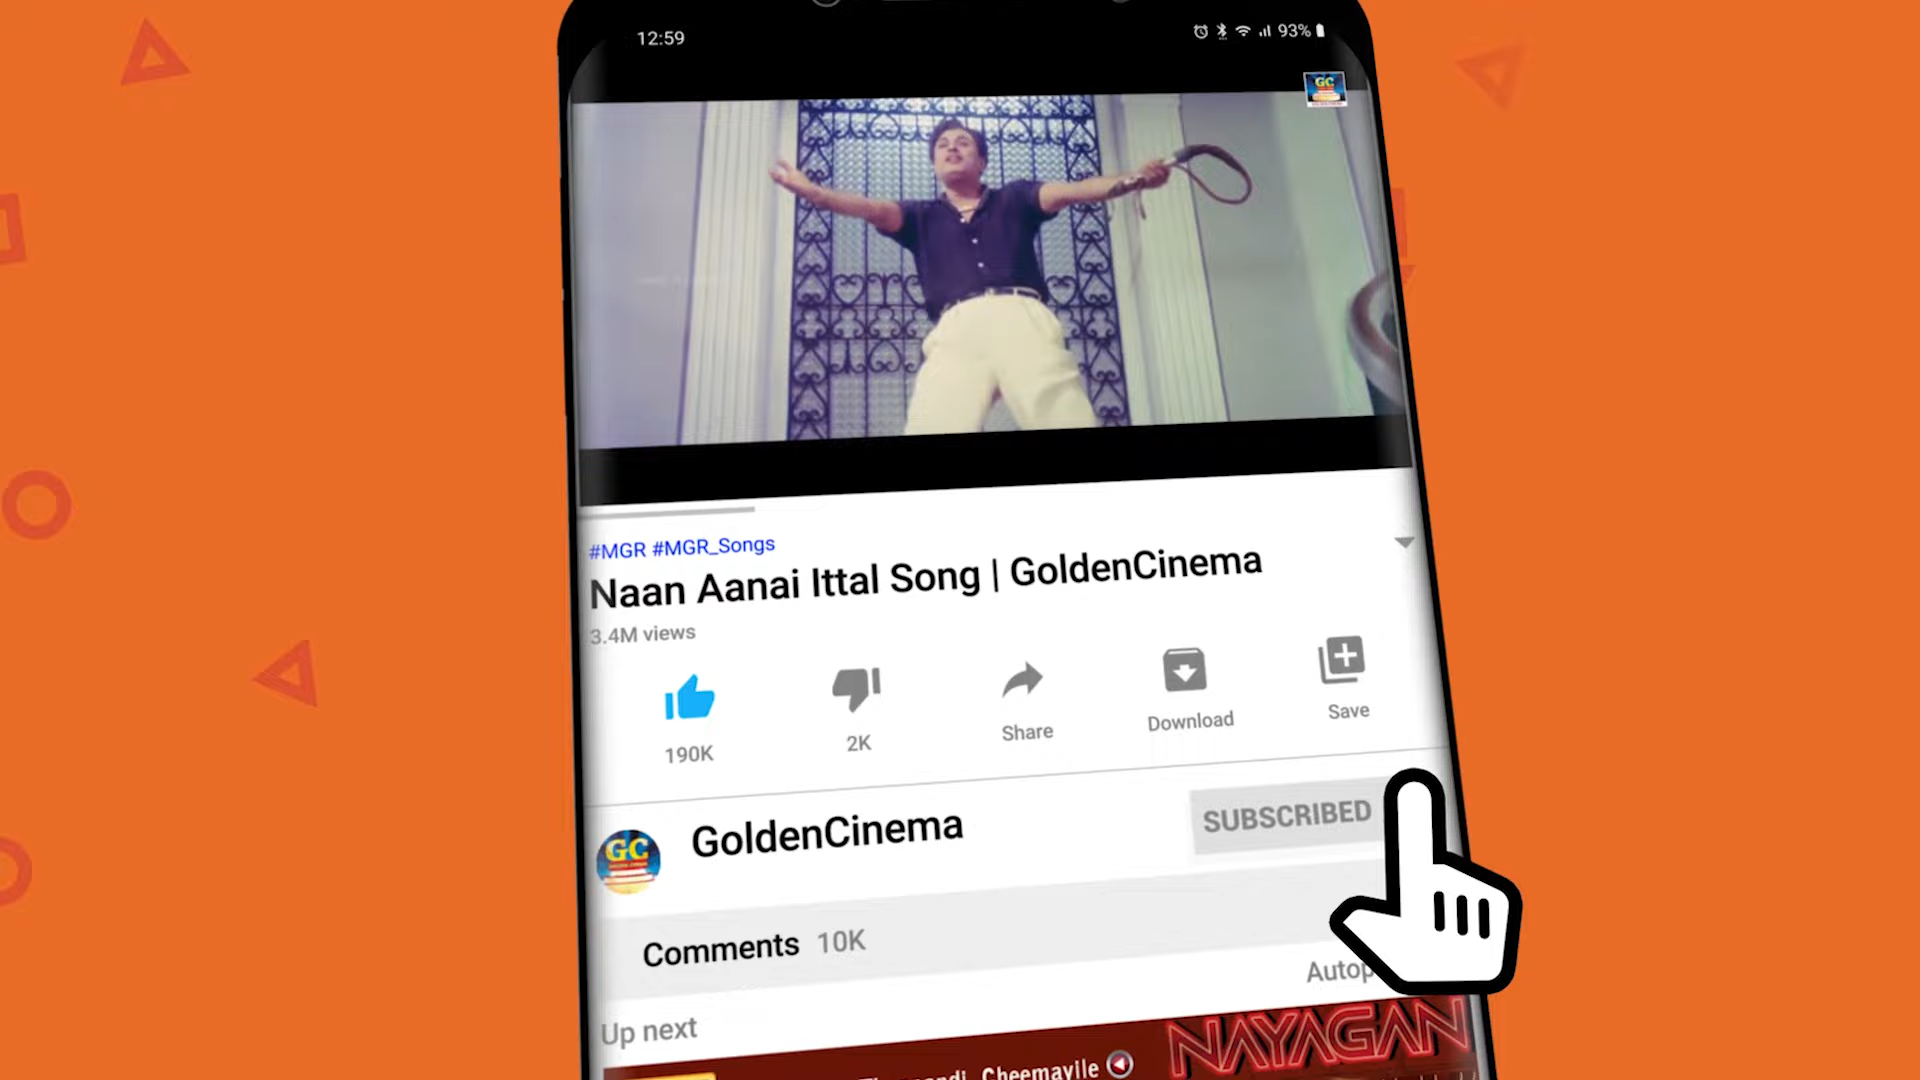 12:59
93%
GC
#MGR #MGR_Songs
Naan Aanai Ittal Song | GoldenCinema
3.4M views
190K
2K
Share
Download
Save
GC
GoldenCinema
SUBSCRIBED
Comments 10K
Up next
NAYAGAN
Cheemayile